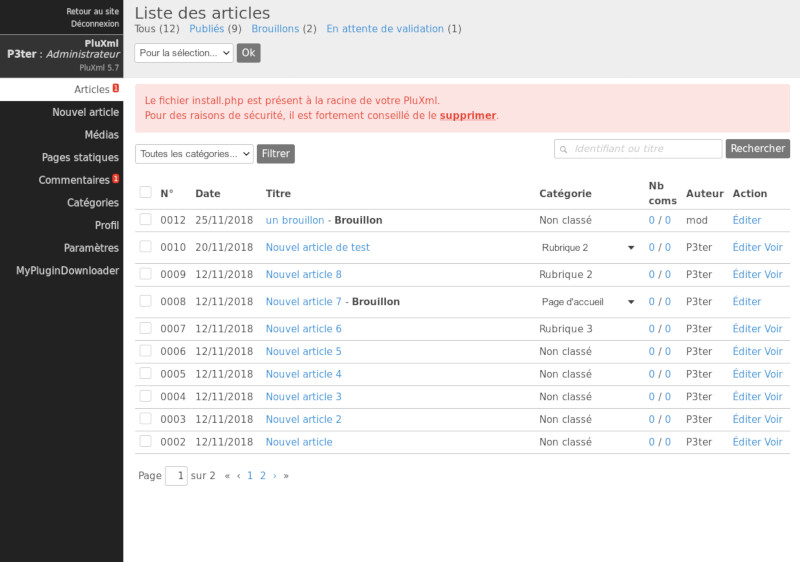 Retour au site
Déconnexion
PluXml
P3ter : Administrateur
PluXml 5.7
Articles 1
Nouvel article
Médias
Pages statiques
Commentaires 1
Catégories
Profil
Paramètres
MyPluginDownloader
Liste des articles
Tous (12) Publiés (9) Brouillons (2) En attente de validation (1)
Pour la sélection... Ok
Le fichier install.php est présent à la racine de votre PluXml.
Pour des raisons de sécurité, il est fortement conseillé de le supprimer.
Toutes les catégories... Filtrer Identifiant ou titre Rechercher
N° Date Titre Catégorie Nb coms Auteur Action
0012 25/11/2018 un brouillon - Brouillon Non classé 0 / 0 mod Éditer
0010 20/11/2018 Nouvel article de test Rubrique 2 0 / 0 P3ter Éditer Voir
0009 12/11/2018 Nouvel article 8 Rubrique 2 0 / 0 P3ter Éditer Voir
0008 12/11/2018 Nouvel article 7 - Brouillon Page d'accueil 0 / 0 P3ter Éditer
0007 12/11/2018 Nouvel article 6 Rubrique 3 0 / 0 P3ter Éditer Voir
0006 12/11/2018 Nouvel article 5 Non classé 0 / 0 P3ter Éditer Voir
0005 12/11/2018 Nouvel article 4 Non classé 0 / 0 P3ter Éditer Voir
0004 12/11/2018 Nouvel article 3 Non classé 0 / 0 P3ter Éditer Voir
0003 12/11/2018 Nouvel article 2 Non classé 0 / 0 P3ter Éditer Voir
0002 12/11/2018 Nouvel article Non classé 0 / 0 P3ter Éditer Voir
Page 1 sur 2 « ‹ 1 2 › »